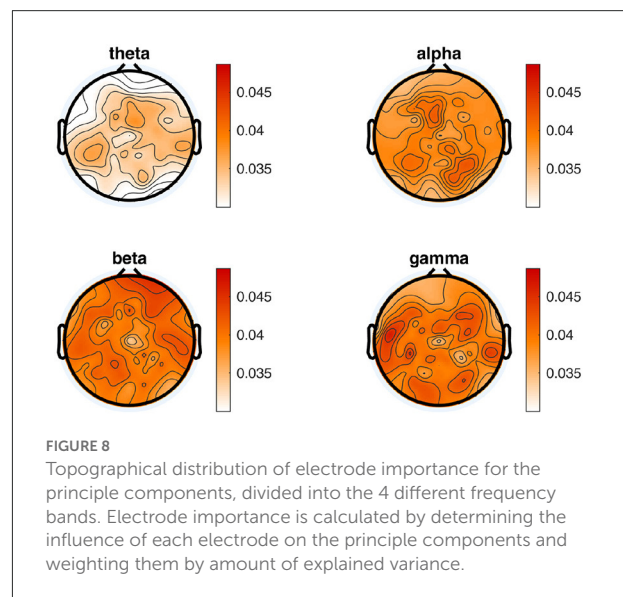 theta
alpha
0.045
0.04
0.035
0.045
0.04
0.035
beta
gamma
0.045
0.04
0.035
0.045
0.04
0.035
FIGURE 8
Topographical distribution of electrode importance for the
principle components, divided into the 4 different frequency
bands. Electrode importance is calculated by determining the
influence of each electrode on the principle components and
weighting them by amount of explained variance.